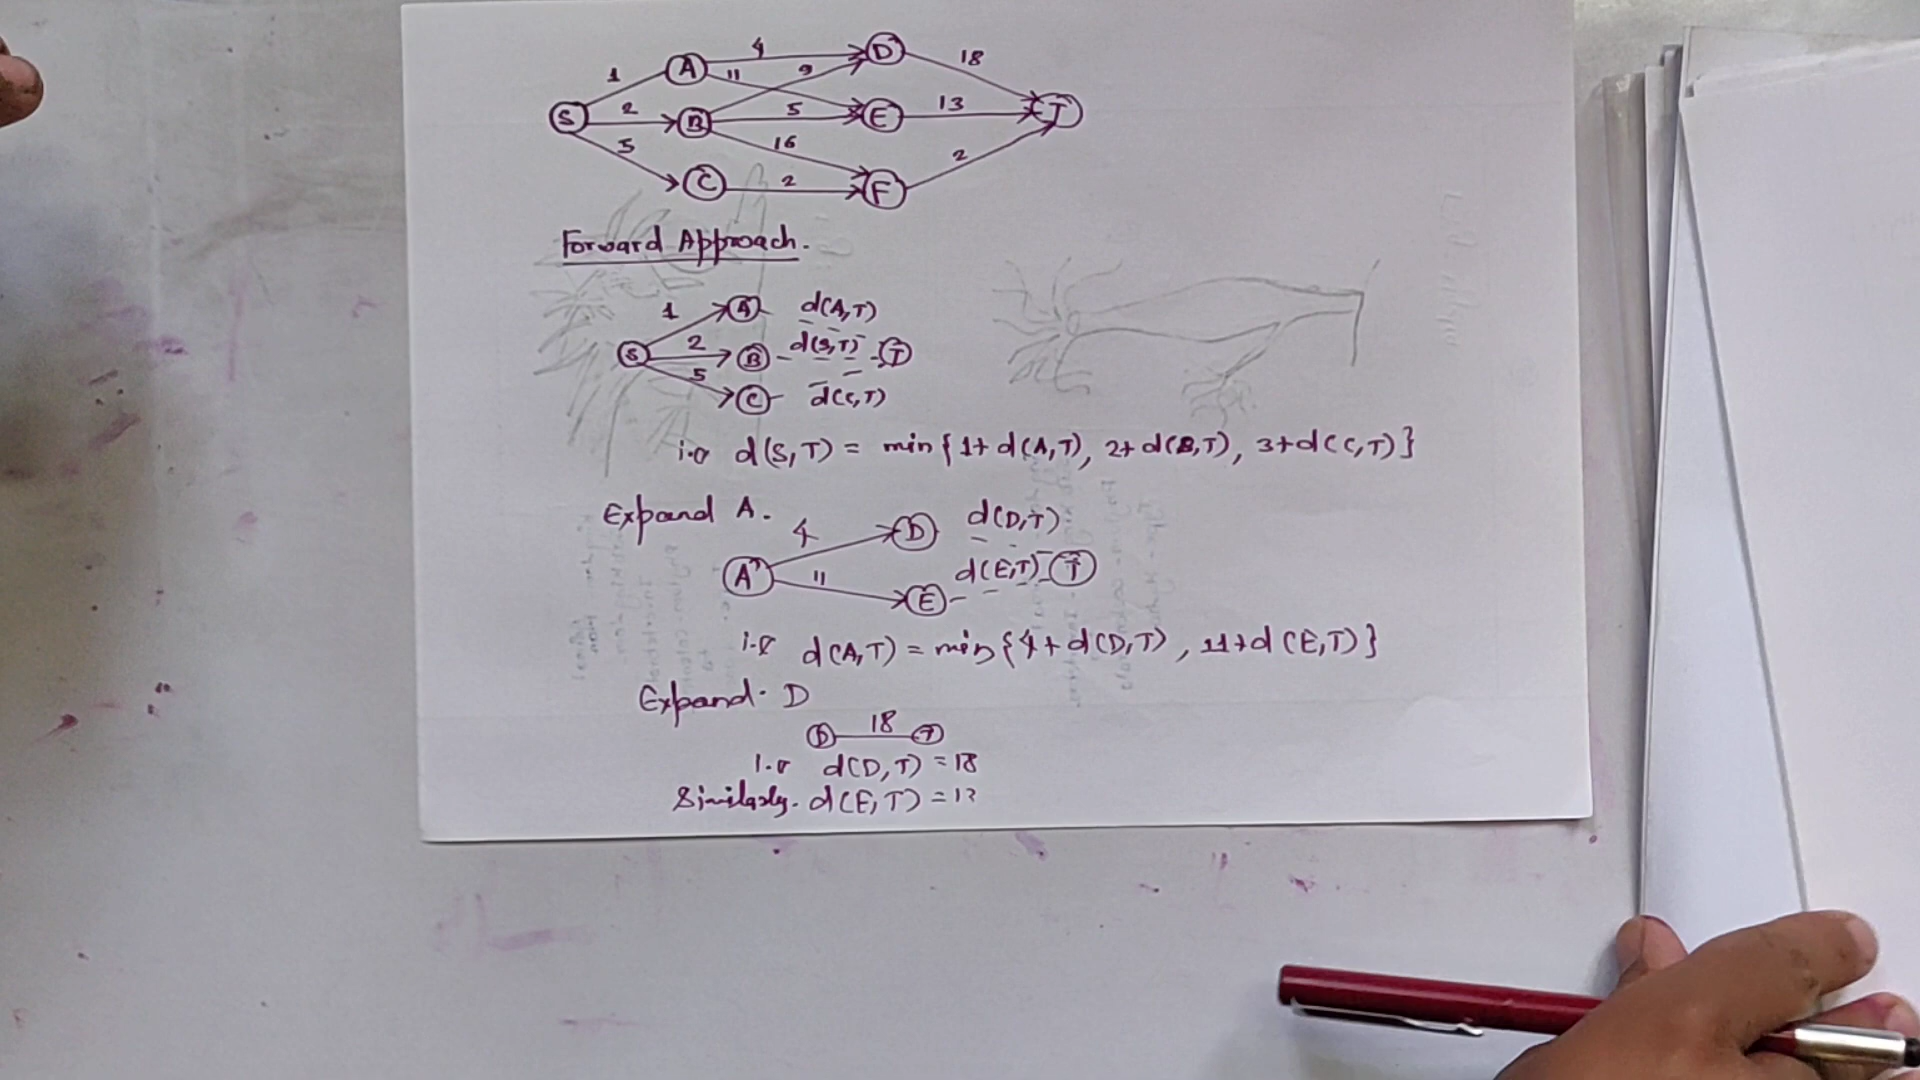 1 4 18
A D
11 9
S 2 B 5 E 13 T
5 16 2
C 2 F
Forward Approach.
1 A d(A,T)
S 2 B d(B,T) T
5 C d(C,T)
i.e d(S,T) = min{1+d(A,T), 2+d(B,T), 3+d(C,T)}
Expand A.
4 D d(D,T)
A 11 d(E,T) T
E
i.e d(A,T) = min{4+d(D,T), 11+d(E,T)}
Expand. D
D 18 T
i.e d(D,T) = 18
Similarly. d(E,T) = 13